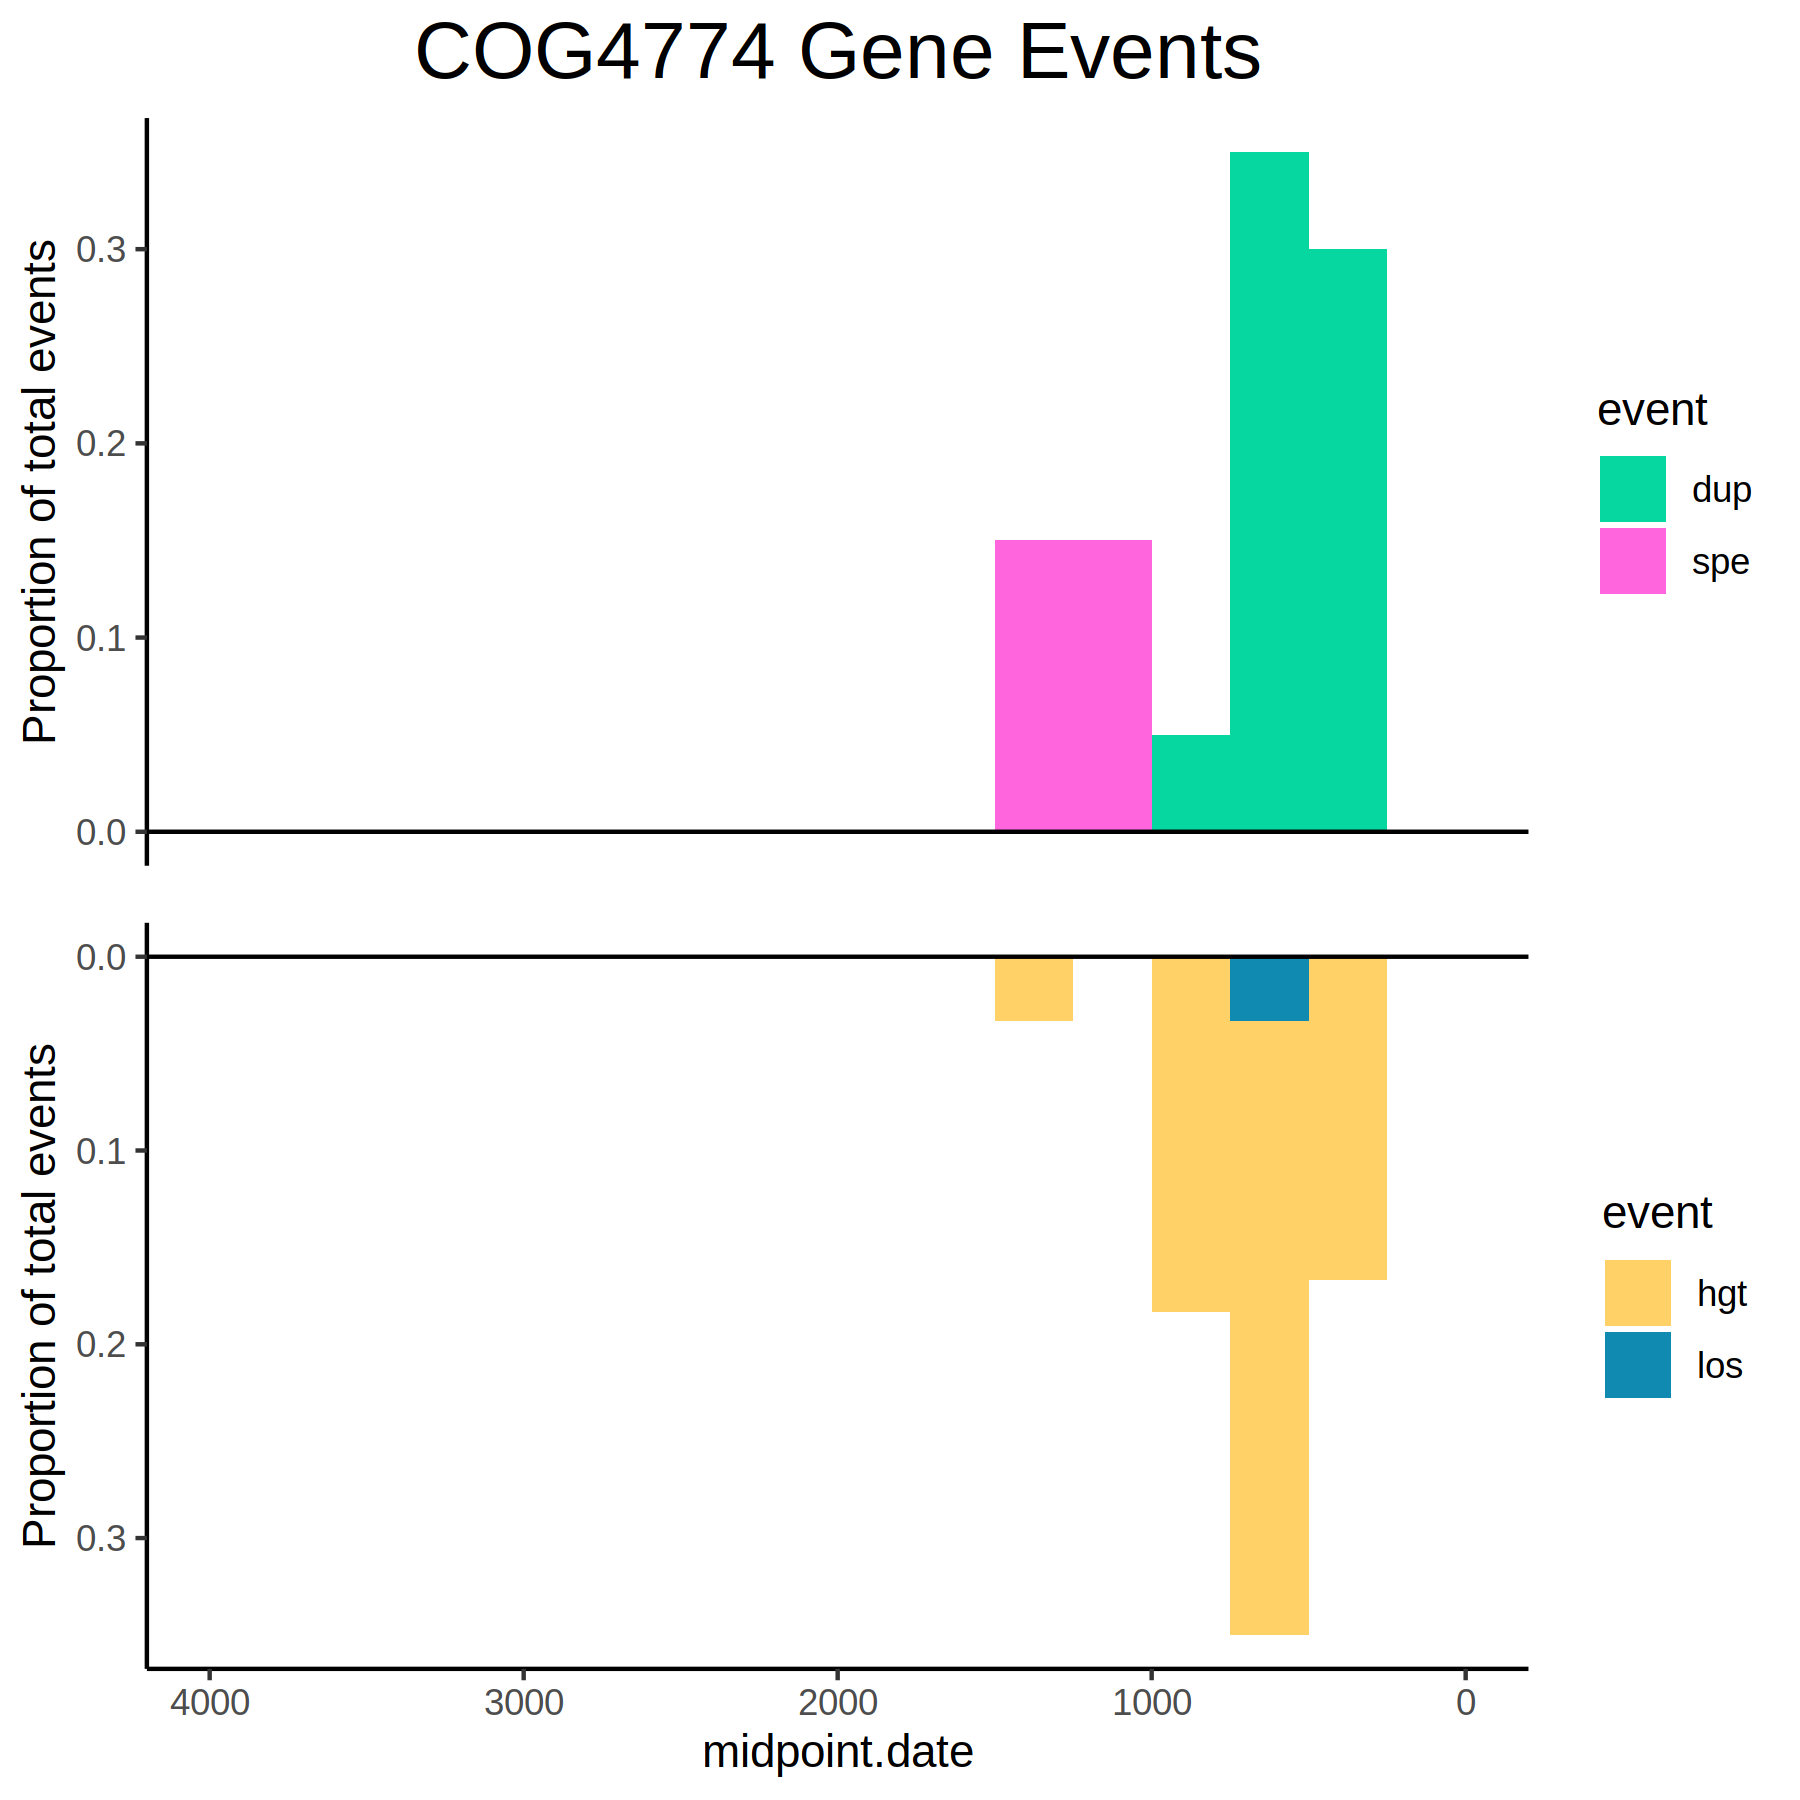 COG4774 Gene Events
Proportion of total events
0.3
0.2
0.1
0.0
event
dup
spe
Proportion of total events
0.0
0.1
0.2
0.3
event
hgt
los
4000 3000 2000 1000 0
midpoint.date